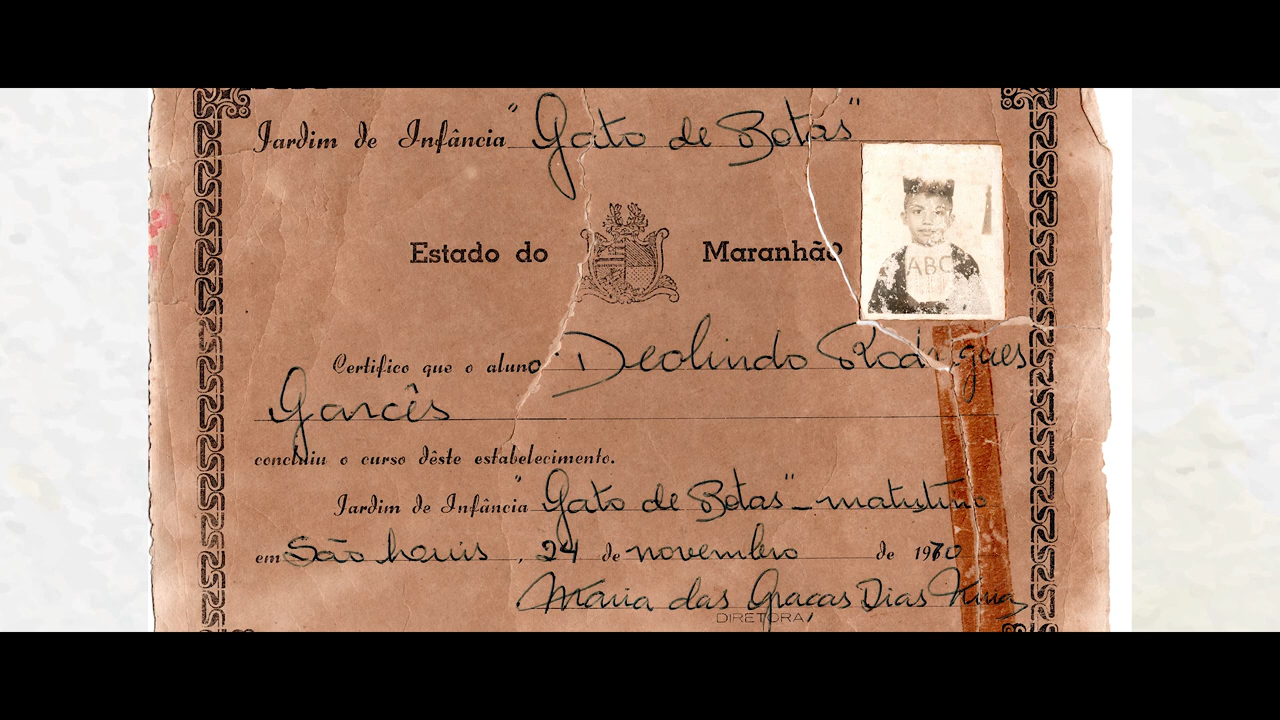 Jardim de Infância "Gato de Botas"
Estado do Maranhão
ABC
Certifico que o aluno Deolindo Rodrigues
Garcês
concluiu o curso dêste estabelecimento.
Jardim de Infância "Gato de Botas" - matutino
em São Luis, 24 de novembro de 1970
Maria das Graças Dias
DIRETORA